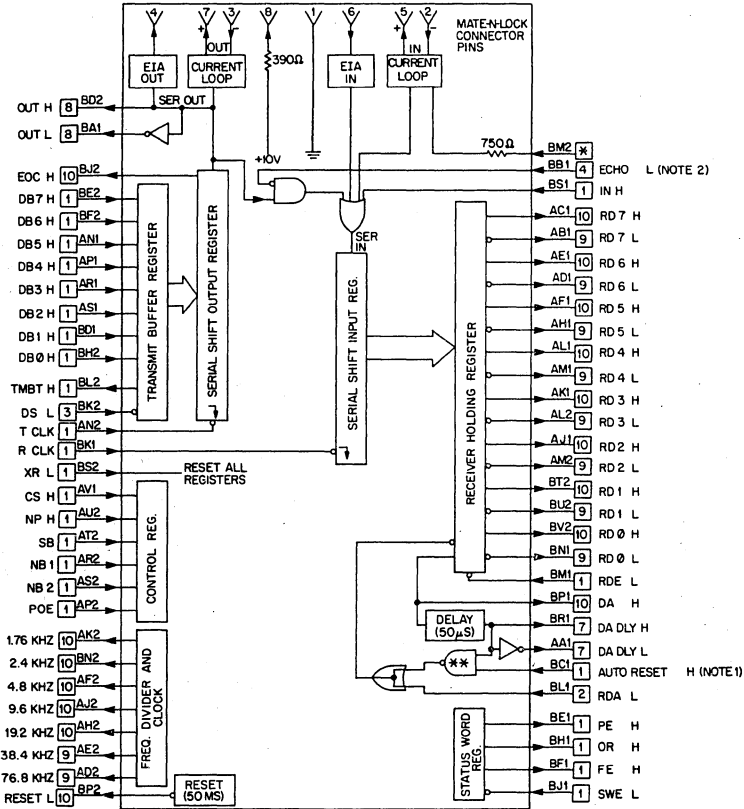 4 7 3 8 1 6 5 2
+ - + -
MATE-N-LOCK
CONNECTOR
PINS
OUT
IN
EIA
OUT
CURRENT
LOOP
390Ω
EIA
IN
CURRENT
LOOP
OUT H 8 BD2
SER OUT
OUT L 8 BA1
750Ω
BM2 *
+10V
BB1 4 ECHO L (NOTE 2)
BS1 1 IN H
EOC H 10 BJ2
DB7 H 1 BE2
DB6 H 1 BF2
DB5 H 1 AN1
DB4 H 1 AP1
DB3 H 1 AR1
DB2 H 1 AS1
DB1 H 1 BD1
DBØ H 1 BH2
TMBT H 1 BL2
DS L 3 BK2
T CLK 1 AN2
R CLK 1 BK1
XR L 1 BS2
RESET ALL
REGISTERS
CS H 1 AV1
NP H 1 AU2
SB 1 AT2
NB 1 1 AR2
NB 2 1 AS2
POE 1 AP2
1.76 KHZ 10 AK2
2.4 KHZ 10 BN2
4.8 KHZ 10 AF2
9.6 KHZ 10 AJ2
19.2 KHZ 10 AH2
38.4 KHZ 9 AE2
76.8 KHZ 9 AD2
RESET L 10 BP2
RESET
(50 MS)
TRANSMIT BUFFER REGISTER
SERIAL SHIFT OUTPUT REGISTER
SER
IN
SERIAL SHIFT INPUT REG.
RECEIVER HOLDING REGISTER
CONTROL REG.
FREQ. DIVIDER AND
CLOCK
AC1 10 RD 7 H
AB1 9 RD 7 L
AE1 10 RD 6 H
AD1 9 RD 6 L
AF1 10 RD 5 H
AH1 9 RD 5 L
AL1 10 RD 4 H
AM1 9 RD 4 L
AK1 10 RD 3 H
AL2 9 RD 3 L
AJ1 10 RD 2 H
AM2 9 RD 2 L
BT2 10 RD 1 H
BU2 9 RD 1 L
BV2 10 RD Ø H
BN1 9 RD Ø L
BM1 1 RDE L
BP1 10 DA H
DELAY
(50μS)
BR1 7 DA DLY H
AA1 7 DA DLY L
**
BC1 1 AUTO RESET H (NOTE 1)
BL1 2 RDA L
STATUS WORD
REG.
BE1 1 PE H
BH1 1 OR H
BF1 1 FE H
BJ1 1 SWE L